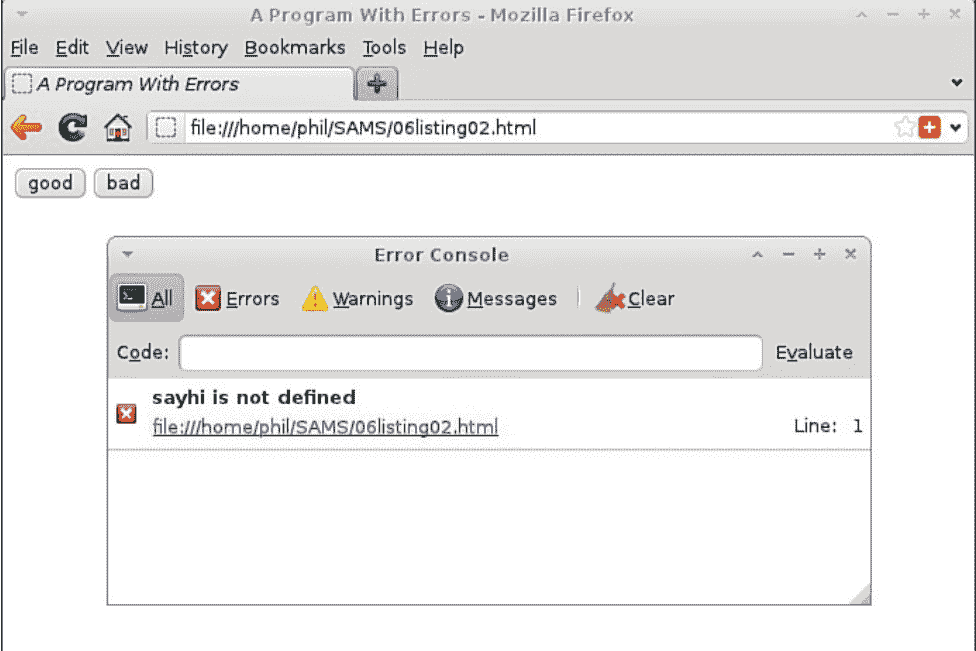 A Program With Errors - Mozilla Firefox
File Edit View History Bookmarks Tools Help
A Program With Errors
file:///home/phil/SAMS/06listing02.html
good bad
Error Console
All Errors Warnings Messages Clear
Code: Evaluate
sayhi is not defined
file:///home/phil/SAMS/06listing02.html Line: 1